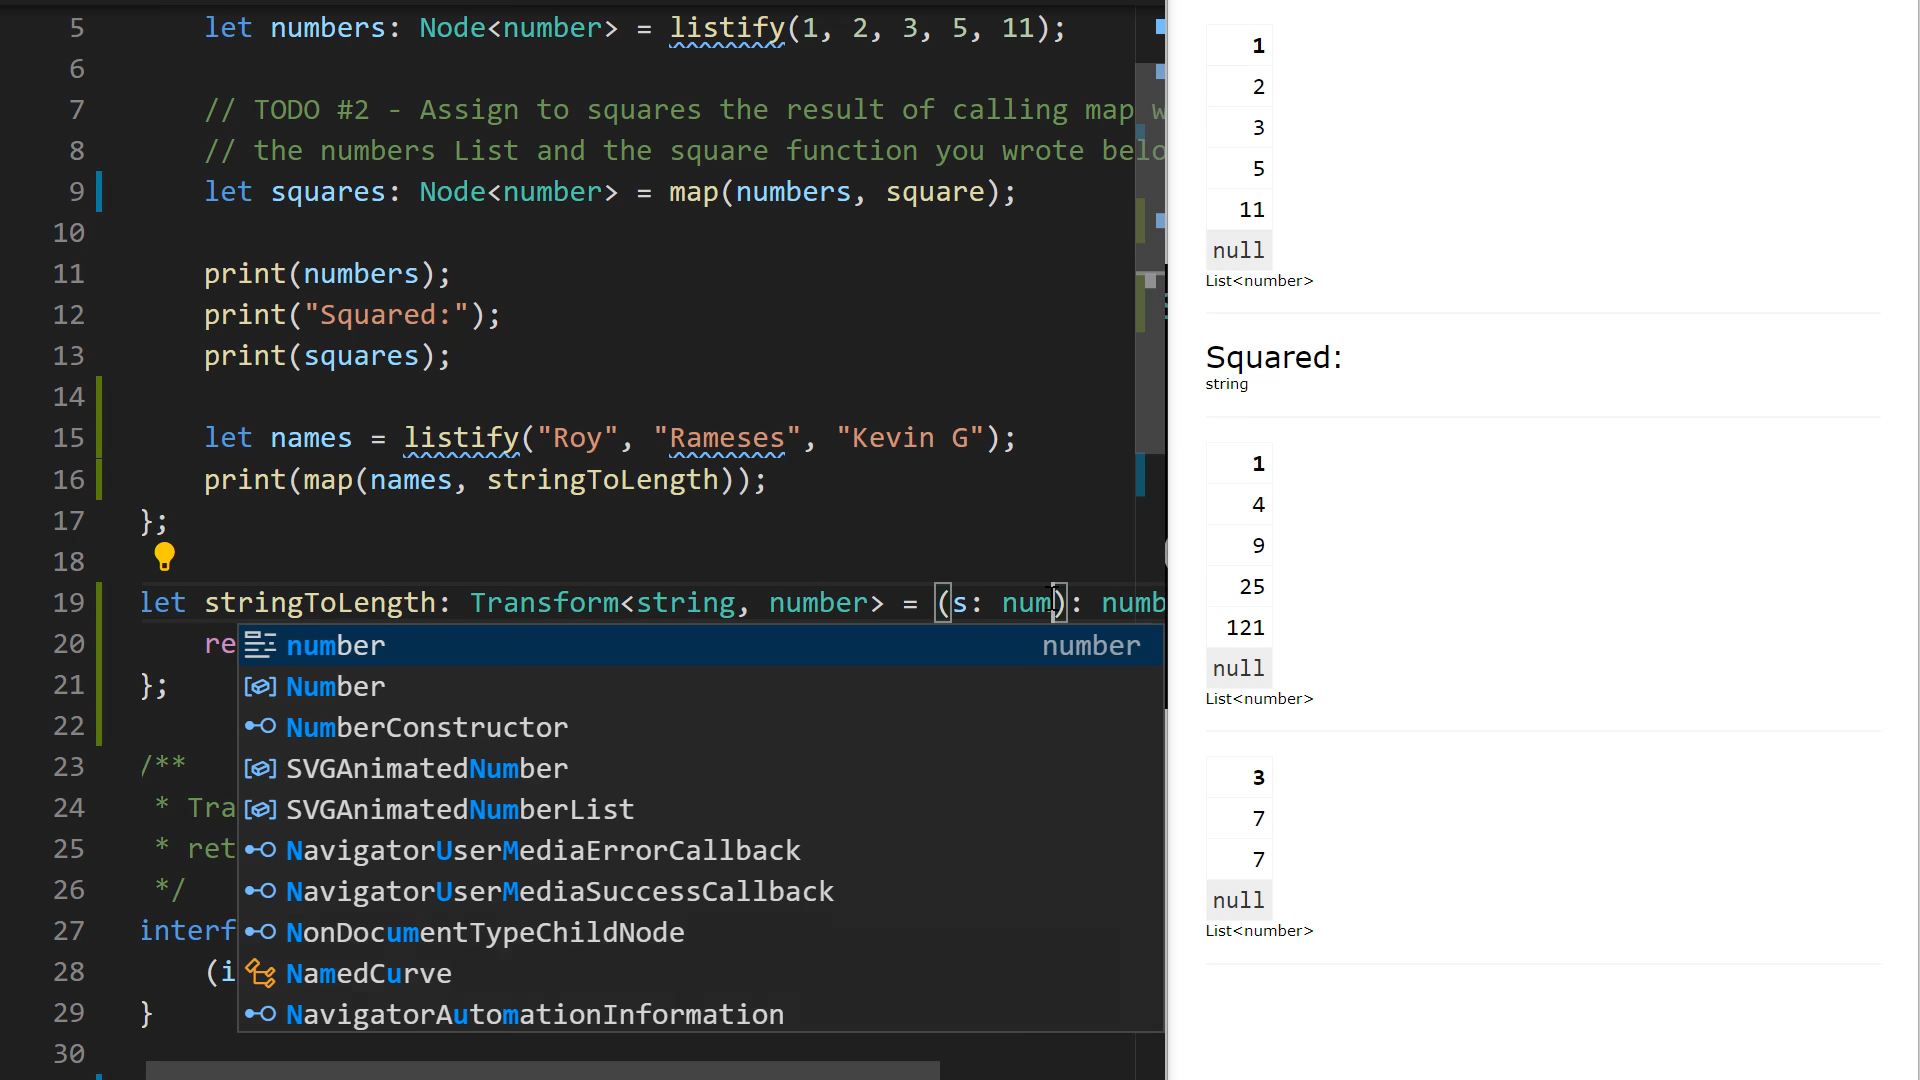 5 let numbers: Node<number> = listify(1, 2, 3, 5, 11);
6
7 // TODO #2 - Assign to squares the result of calling map w
8 // the numbers List and the square function you wrote belo
9 let squares: Node<number> = map(numbers, square);
10
11 print(numbers);
12 print("Squared:");
13 print(squares);
14
15 let names = listify("Roy", "Rameses", "Kevin G");
16 print(map(names, stringToLength));
17 };
18
19 let stringToLength: Transform<string, number> = (s: num): numb
20 re
21 };
22
23 /**
24 * Tra
25 * ret
26 */
27 interf
28 (i
29 }
30
number number
Number
NumberConstructor
SVGAnimatedNumber
SVGAnimatedNumberList
NavigatorUserMediaErrorCallback
NavigatorUserMediaSuccessCallback
NonDocumentTypeChildNode
NamedCurve
NavigatorAutomationInformation
1
2
3
5
11
null
List<number>
Squared:
string
1
4
9
25
121
null
List<number>
3
7
7
null
List<number>